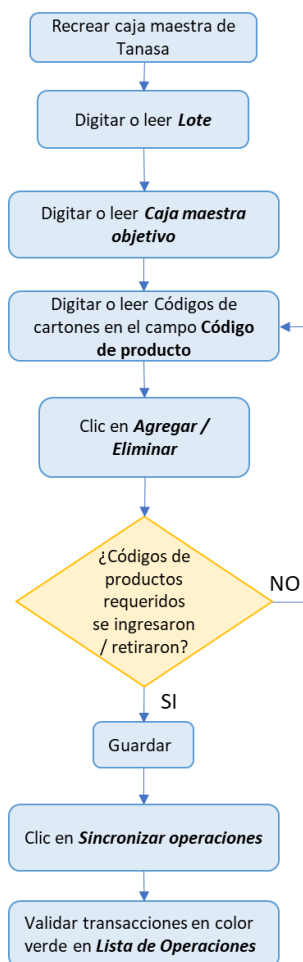 Recrear caja maestra de
Tanasa
Digitar o leer Lote
Digitar o leer Caja maestra
objetivo
Digitar o leer Códigos de
cartones en el campo Código
de producto
Clic en Agregar /
Eliminar
¿Códigos de
productos
requeridos
se ingresaron
/ retiraron?
NO
SI
Guardar
Clic en Sincronizar operaciones
Validar transacciones en color
verde en Lista de Operaciones